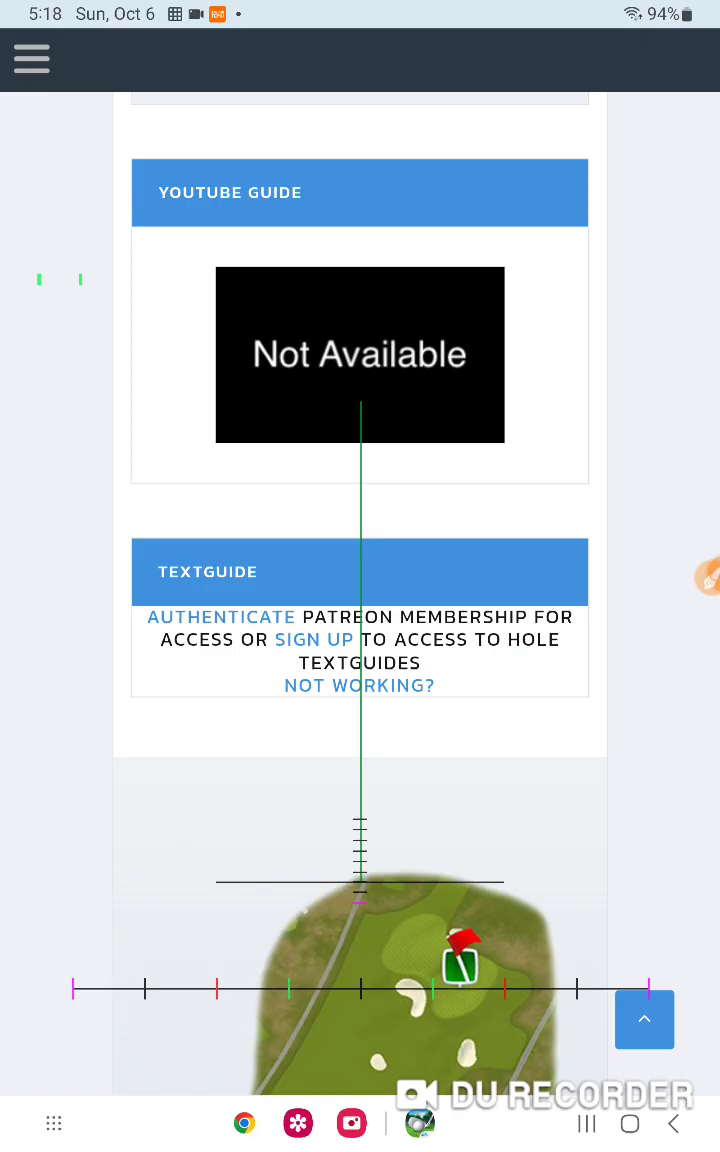 5:18 Sun, Oct 6 94%
YOUTUBE GUIDE
Not Available
TEXTGUIDE
AUTHENTICATE PATREON MEMBERSHIP FOR
ACCESS OR SIGN UP TO ACCESS TO HOLE
TEXTGUIDES
NOT WORKING?
DU RECORDER